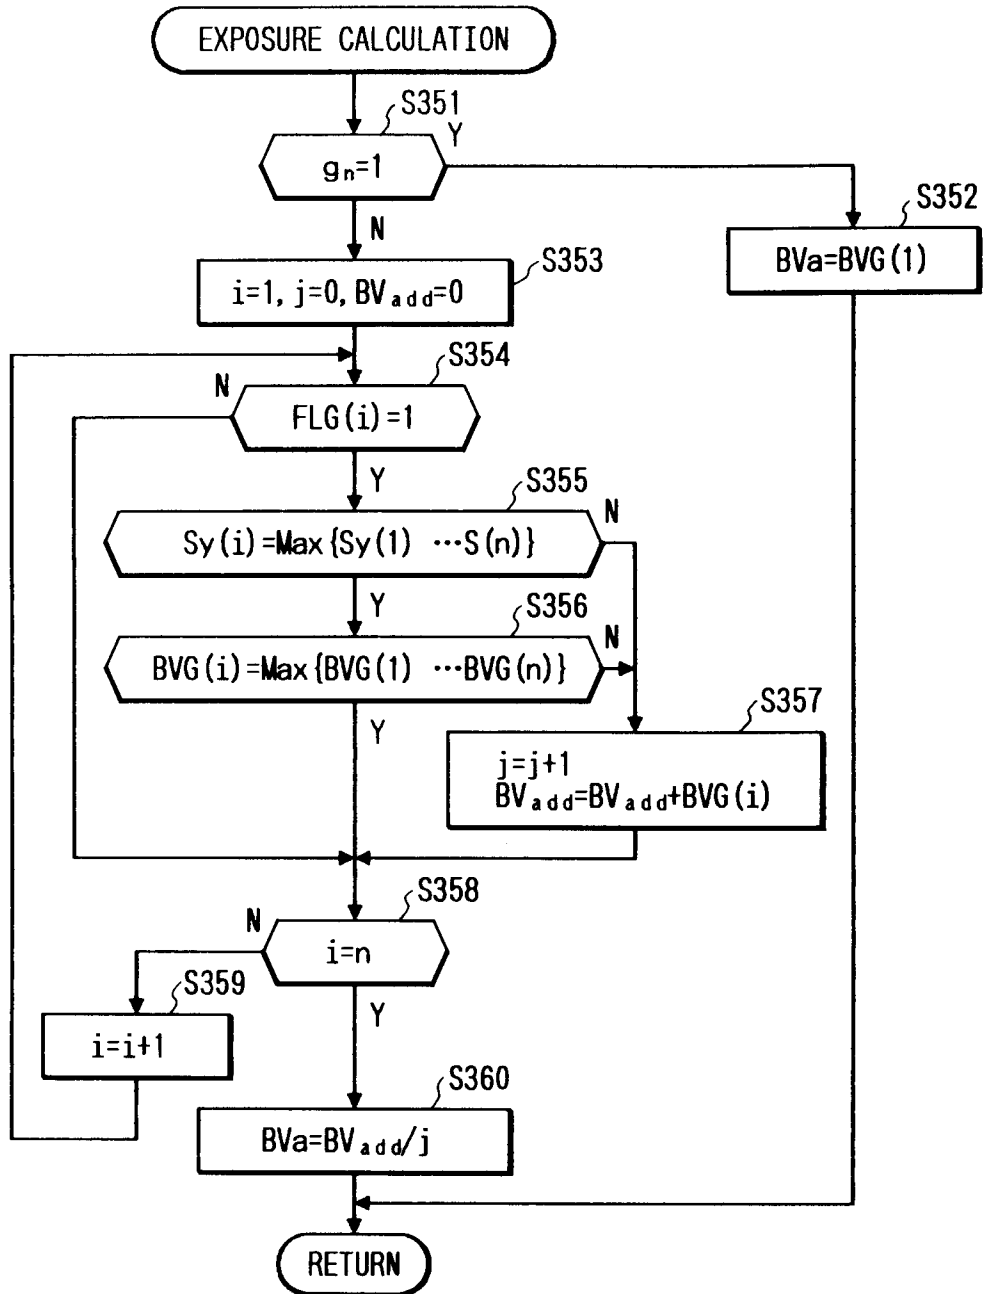 EXPOSURE CALCULATION
S351
gn=1
Y
N
S352
BVa=BVG(1)
S353
i=1, j=0, BVadd=0
S354
N
FLG(i)=1
Y
S355
Sy(i)=Max{Sy(1) ···S(n)}
N
Y
S356
BVG(i)=Max{BVG(1) ···BVG(n)}
N
Y
S357
j=j+1
BVadd=BVadd+BVG(i)
S358
N
i=n
Y
S359
i=i+1
S360
BVa=BVadd/j
RETURN